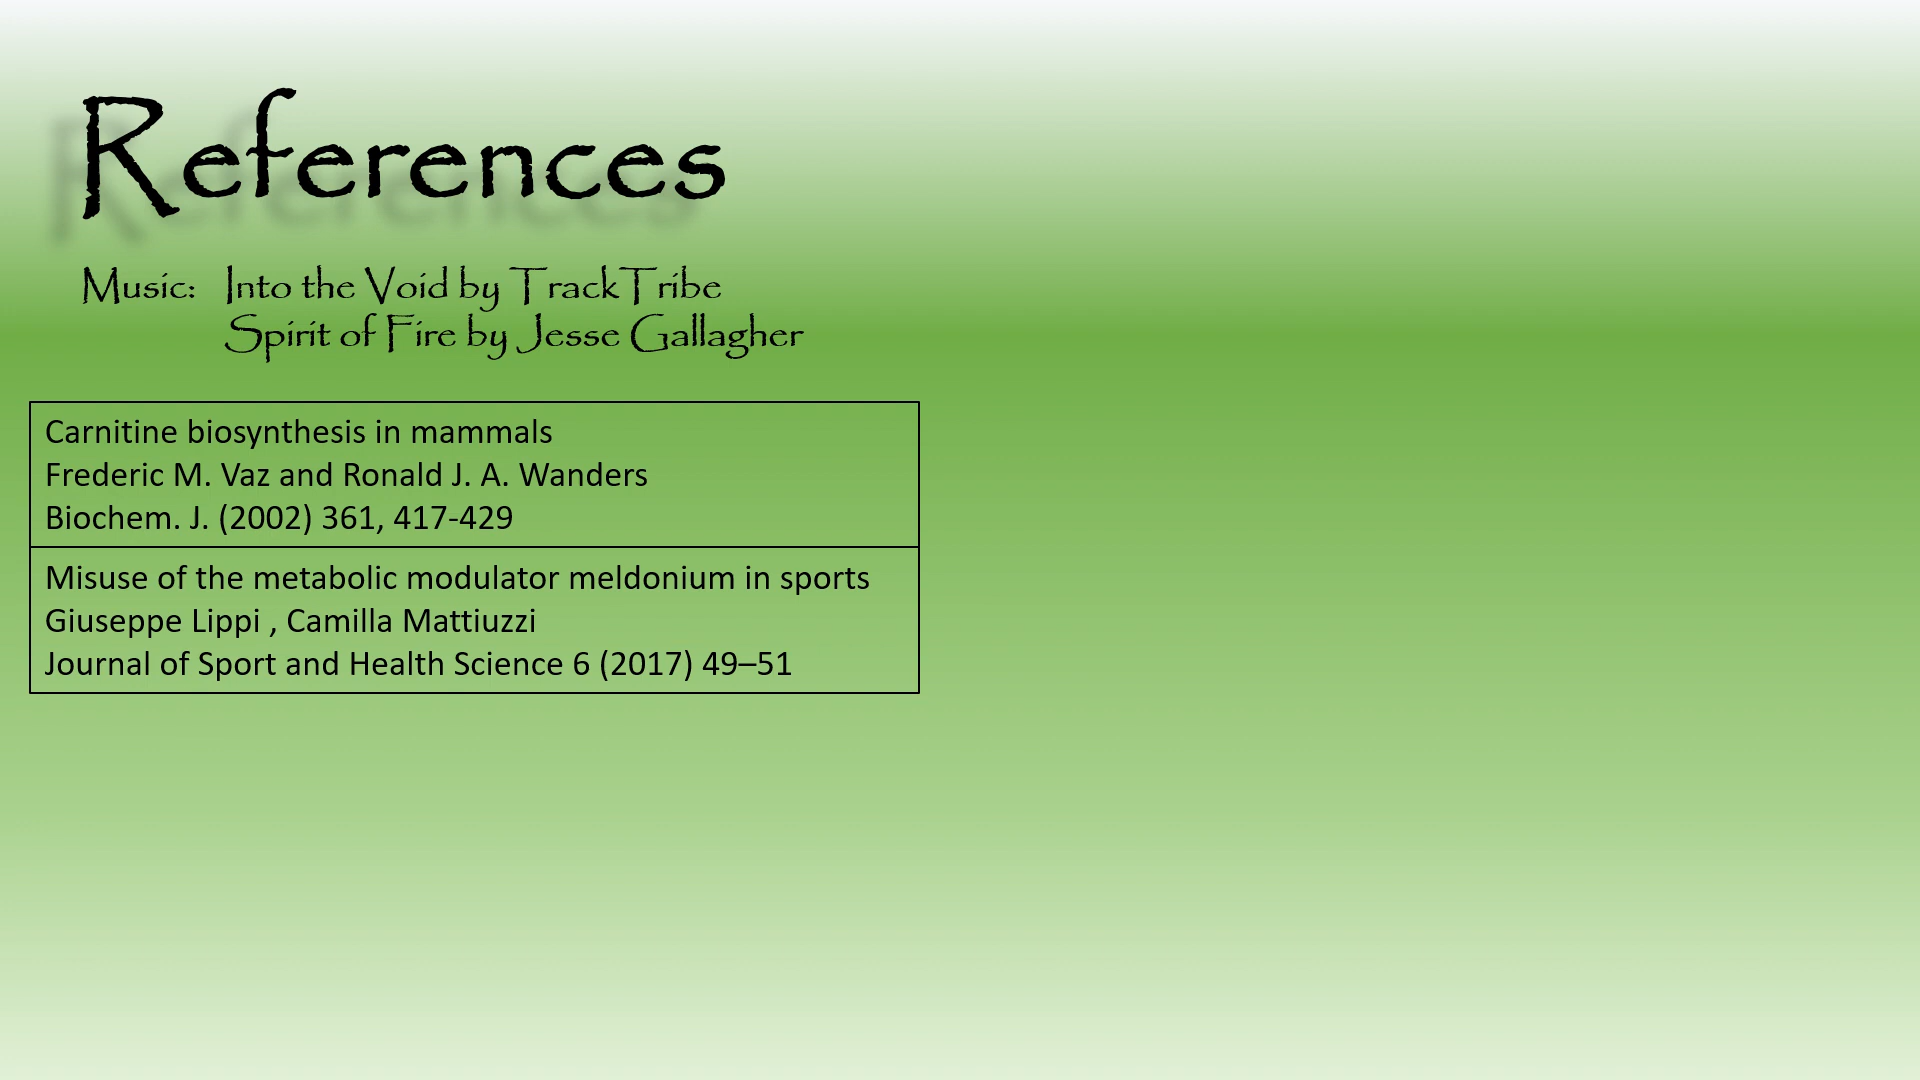 References
Music: Into the Void by TrackTribe
Spirit of Fire by Jesse Gallagher
Carnitine biosynthesis in mammals
Frederic M. Vaz and Ronald J. A. Wanders
Biochem. J. (2002) 361, 417-429
Misuse of the metabolic modulator meldonium in sports
Giuseppe Lippi , Camilla Mattiuzzi
Journal of Sport and Health Science 6 (2017) 49–51